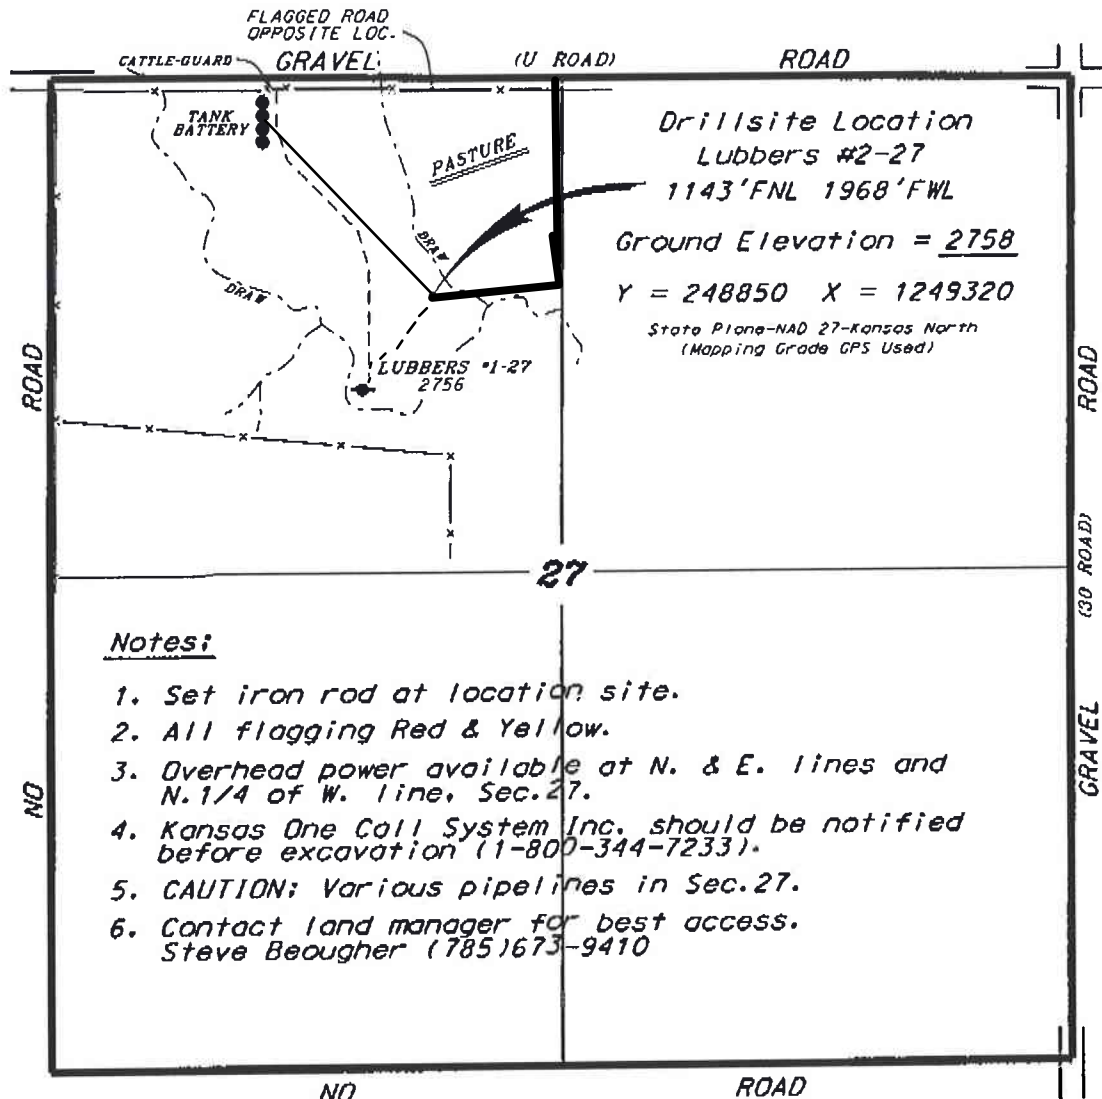 FLAGGED ROAD
OPPOSITE LOC.
CATTLE-GUARD
GRAVEL
(U ROAD)
ROAD
TANK
BATTERY
PASTURE
Drillsite Location
Lubbers #2-27
1143'FNL 1968'FWL
Ground Elevation = 2758
Y = 248850 X = 1249320
State Plane-NAD 27-Kansas North
(Mapping Grade GPS Used)
DRAW
DRAW
LUBBERS #1-27
2756
ROAD
ROAD
(30 ROAD)
27
Notes:
1. Set iron rod at location site.
2. All flagging Red & Yellow.
3. Overhead power available at N. & E. lines and
N.1/4 of W. line, Sec.27.
4. Kansas One Call System Inc. should be notified
before excavation (1-800-344-7233).
5. CAUTION: Various pipelines in Sec.27.
6. Contact land manager for best access.
Steve Beougher (785)673-9410
NO
GRAVEL
NO
ROAD